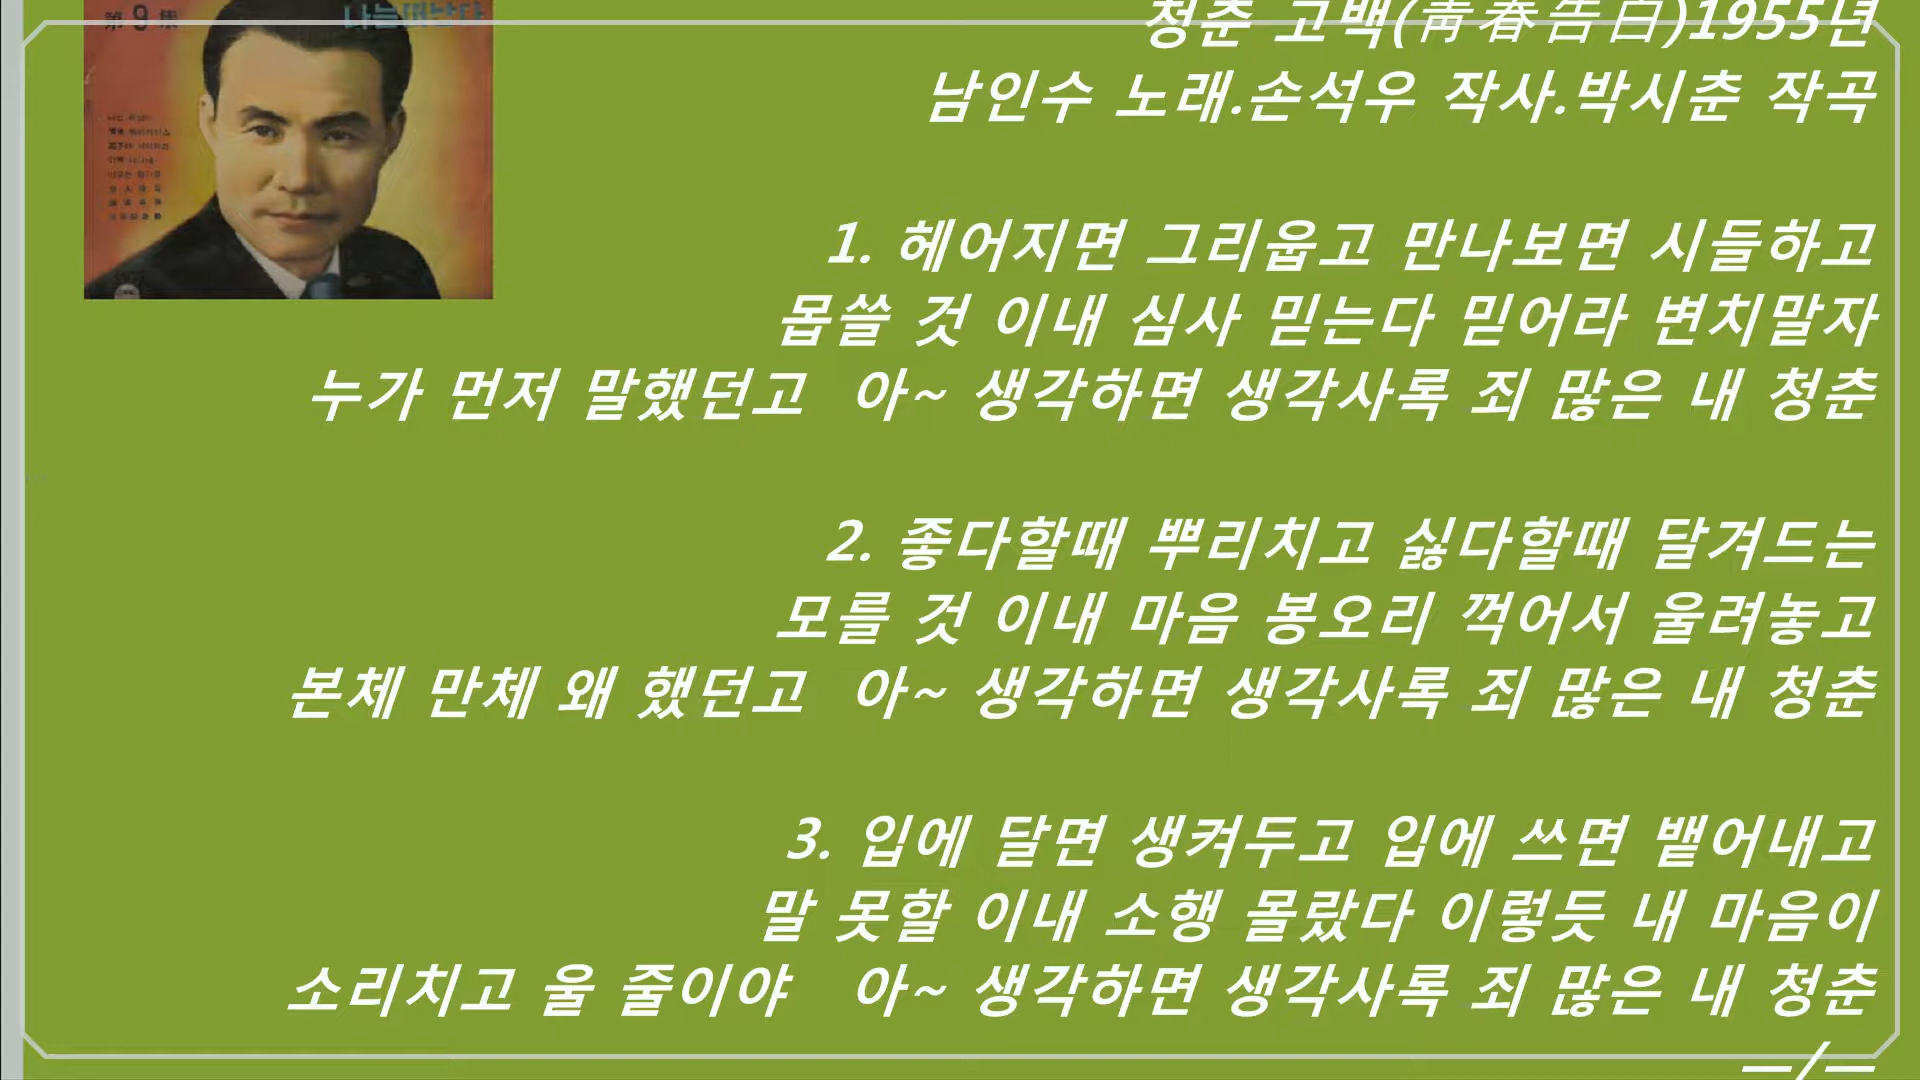 第9集
나는떠난다
청춘 고백(靑春告白)1955년
남인수 노래.손석우 작사.박시춘 작곡
1. 헤어지면 그리웁고 만나보면 시들하고
몹쓸 것 이내 심사 믿는다 믿어라 변치말자
누가 먼저 말했던고 아~ 생각하면 생각사록 죄 많은 내 청춘
2. 좋다할때 뿌리치고 싫다할때 달겨드는
모를 것 이내 마음 봉오리 꺽어서 울려놓고
본체 만체 왜 했던고 아~ 생각하면 생각사록 죄 많은 내 청춘
3. 입에 달면 생켜두고 입에 쓰면 뱉어내고
말 못할 이내 소행 몰랐다 이렇듯 내 마음이
소리치고 울 줄이야 아~ 생각하면 생각사록 죄 많은 내 청춘
ㅡ/ㅡ